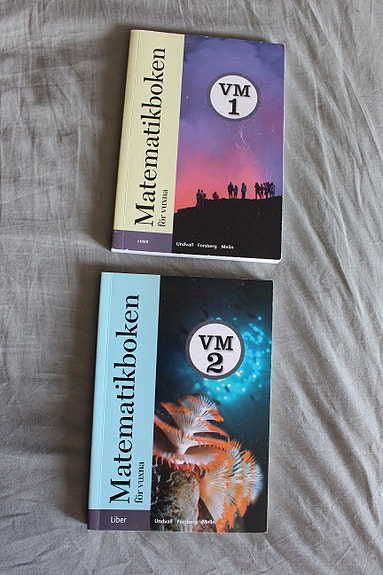 Matematikboken
för vuxna
VM
1
LIBER
Undvall Forsberg Melin
Matematikboken
för vuxna
VM
2
Liber
Undvall Forsberg Melin